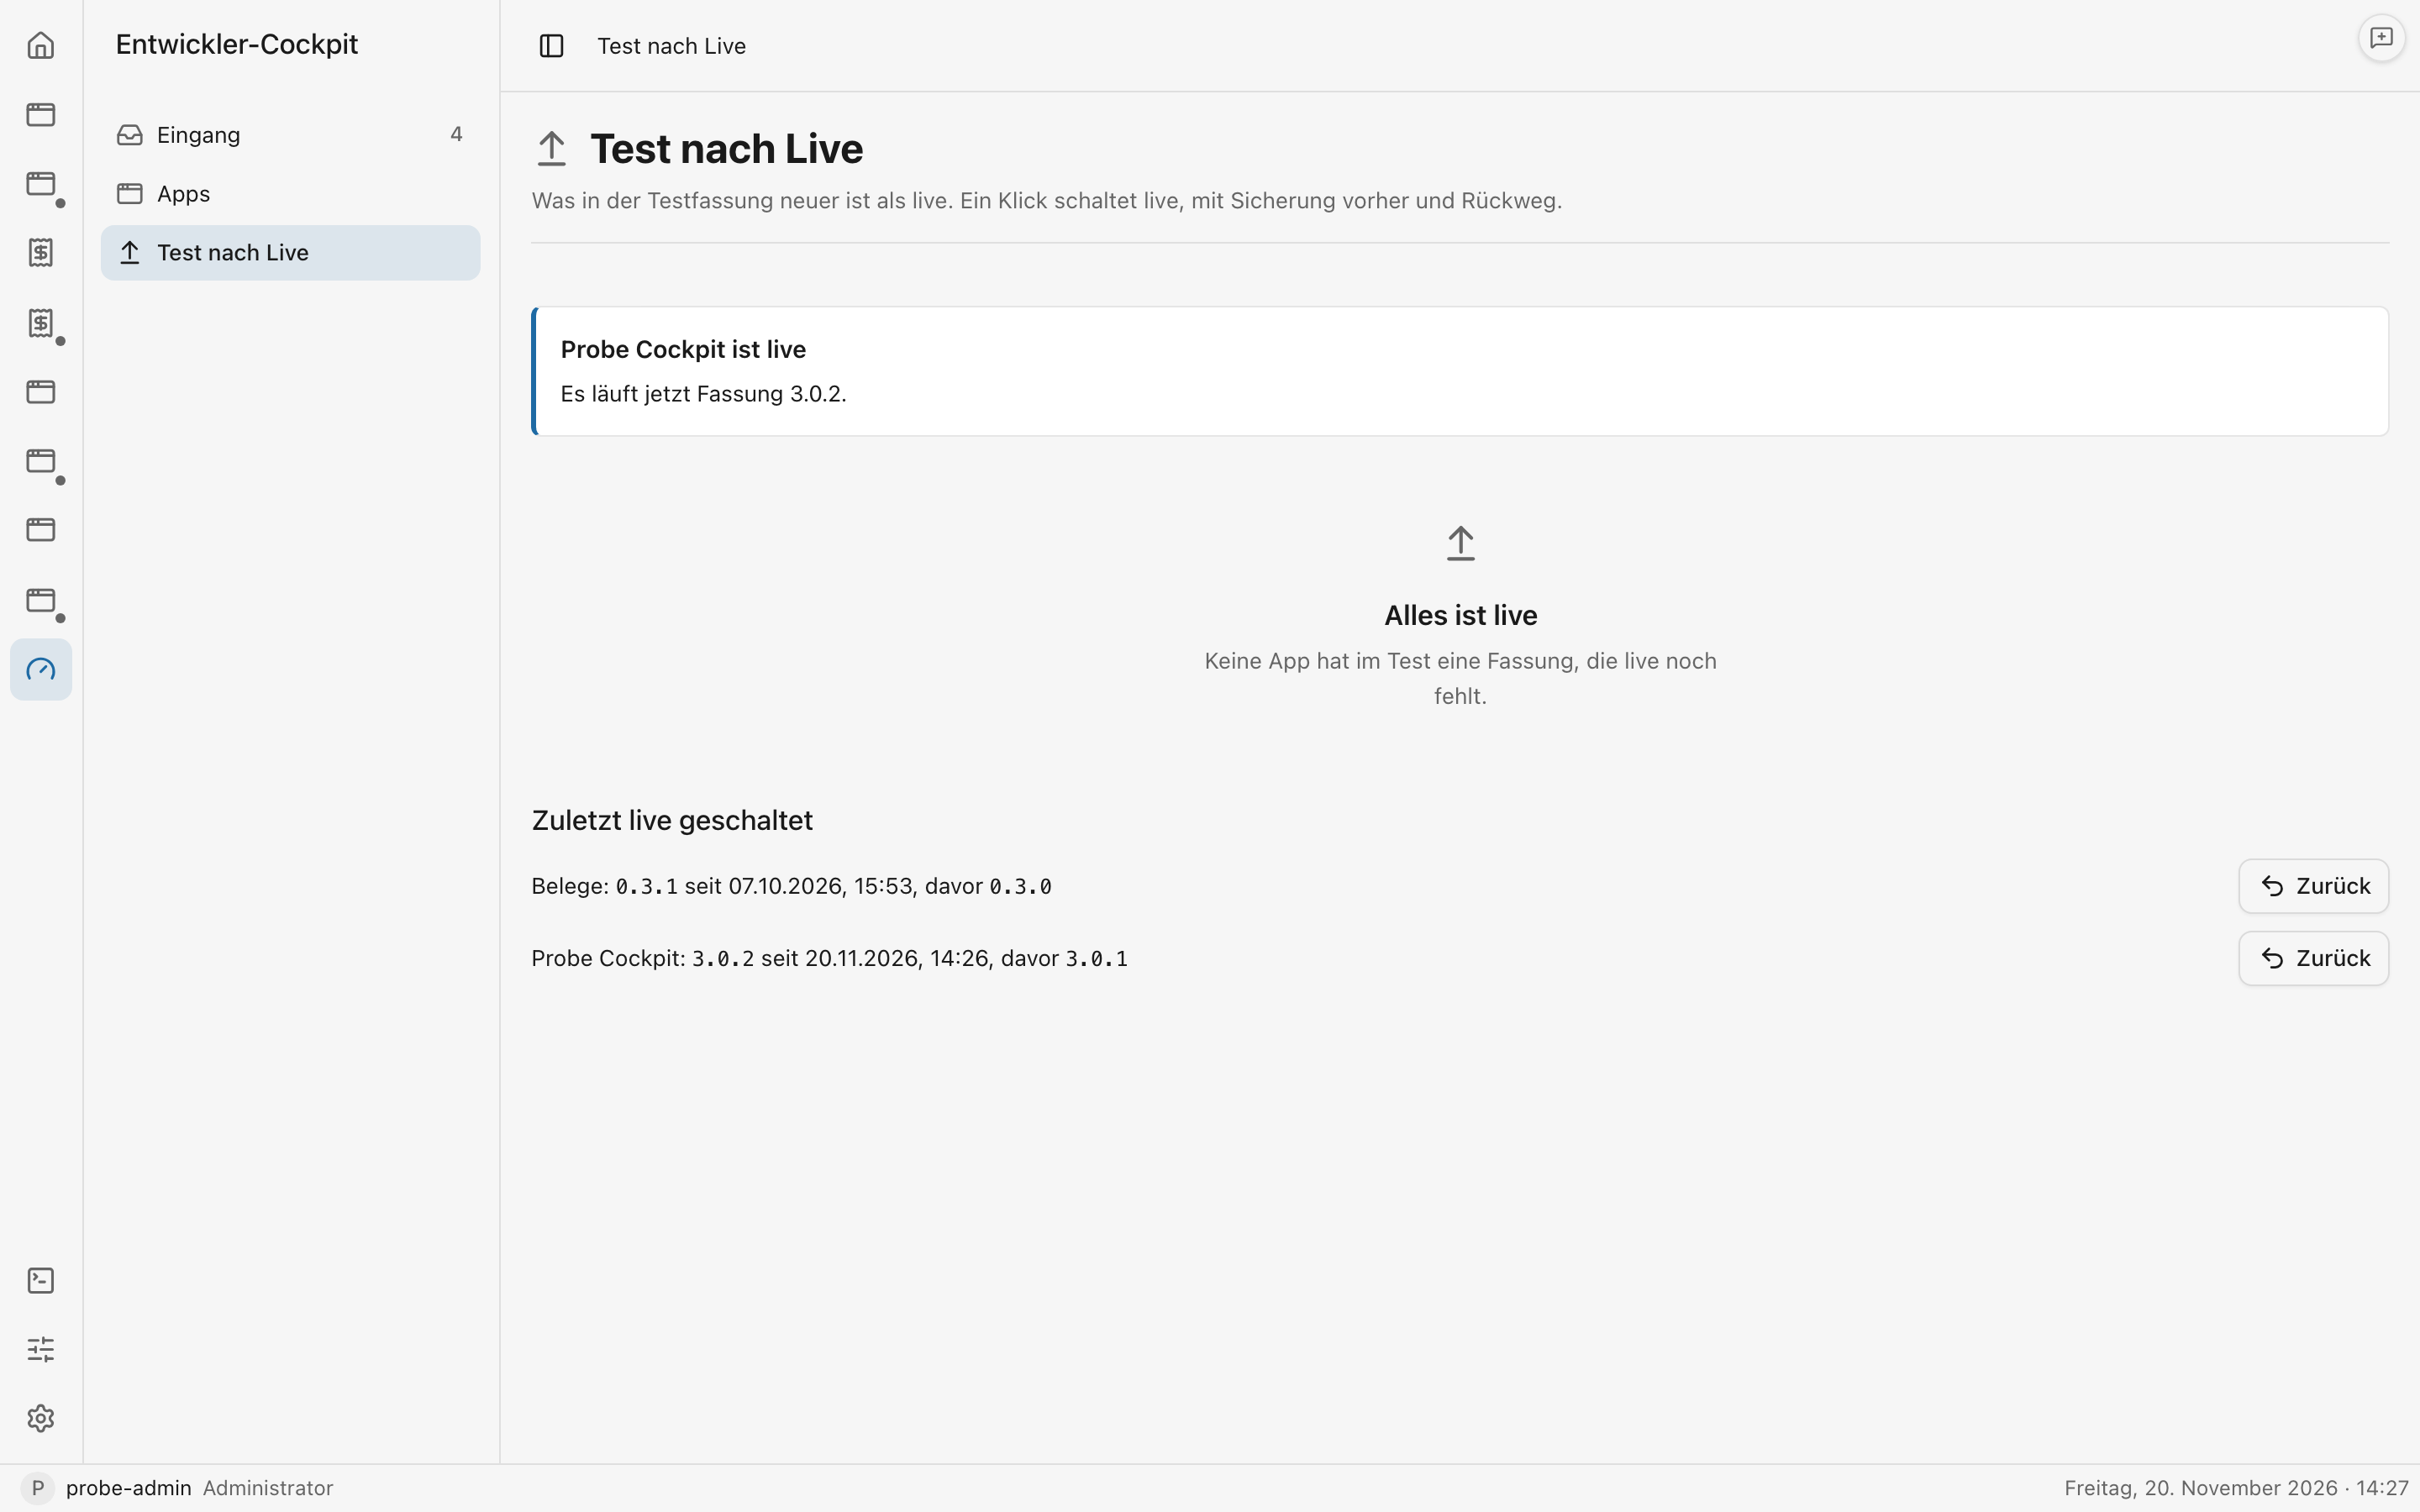 Entwickler-Cockpit
Eingang 4
Apps
Test nach Live
Test nach Live
Test nach Live
Was in der Testfassung neuer ist als live. Ein Klick schaltet live, mit Sicherung vorher und Rückweg.
Probe Cockpit ist live
Es läuft jetzt Fassung 3.0.2.
Alles ist live
Keine App hat im Test eine Fassung, die live noch
fehlt.
Zuletzt live geschaltet
Belege: 0.3.1 seit 07.10.2026, 15:53, davor 0.3.0 Zurück
Probe Cockpit: 3.0.2 seit 20.11.2026, 14:26, davor 3.0.1 Zurück
P probe-admin Administrator Freitag, 20. November 2026 · 14:27